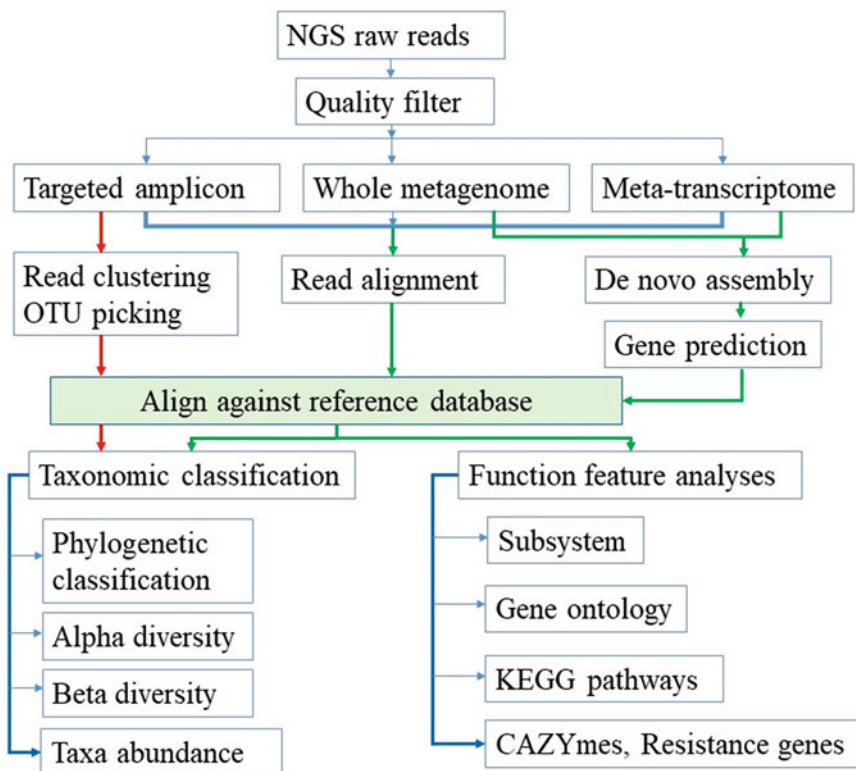 NGS raw reads
Quality filter
Targeted amplicon
Whole metagenome
Meta-transcriptome
Read clustering
OTU picking
Read alignment
De novo assembly
Gene prediction
Align against reference database
Taxonomic classification
Function feature analyses
Phylogenetic
classification
Alpha diversity
Beta diversity
Taxa abundance
Subsystem
Gene ontology
KEGG pathways
CAZYmes, Resistance genes